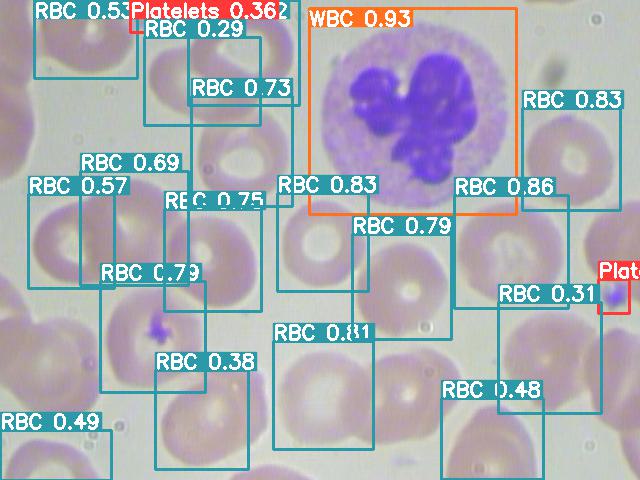 RBC 0.53
Platelets 0.362
RBC 0.29
WBC 0.93
RBC 0.73
RBC 0.83
RBC 0.69
RBC 0.57
RBC 0.75
RBC 0.83
RBC 0.86
RBC 0.79
RBC 0.79
Plat
RBC 0.31
RBC 0.81
RBC 0.38
RBC 0.48
RBC 0.49